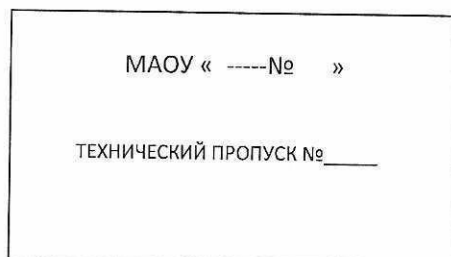 МАОУ « -----№ »
ТЕХНИЧЕСКИЙ ПРОПУСК №_____